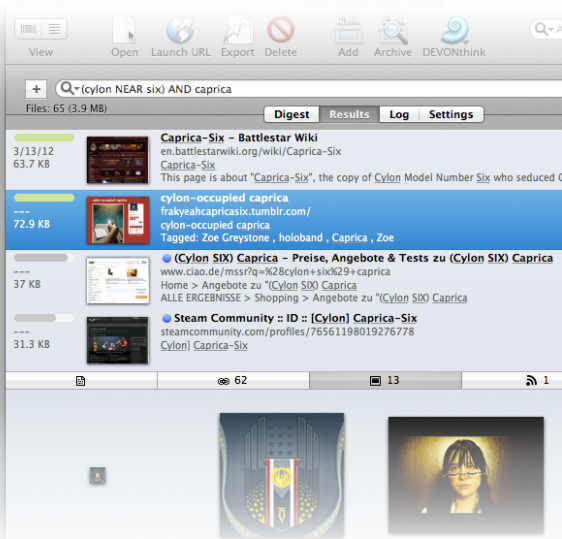 View Open Launch URL Export Delete Add Archive DEVONthink
(cylon NEAR six) AND caprica
Files: 65 (3.9 MB)
Digest Results Log Settings
Caprica-Six – Battlestar Wiki
3/13/12 en.battlestarwiki.org/wiki/Caprica-Six
63.7 KB Caprica-Six
This page is about "Caprica-Six", the copy of Cylon Model Number Six who seduced
cylon-occupied caprica
--- frakyeahcapricasix.tumblr.com/
72.9 KB cylon-occupied caprica
Tagged: Zoe Greystone , holoband , Caprica , Zoe
(Cylon SIX) Caprica – Preise, Angebote & Tests zu (Cylon SIX) Caprica
--- www.ciao.de/mssr?q=%28cylon+six%29+caprica
37 KB Home > Angebote zu "(Cylon SIX) Caprica
ALLE ERGEBNISSE > Shopping > Angebote zu "(Cylon SIX) Caprica
Steam Community :: ID :: [Cylon] Caprica-Six
--- steamcommunity.com/profiles/76561198019276778
31.3 KB Cylon] Caprica-Six
62 13 1